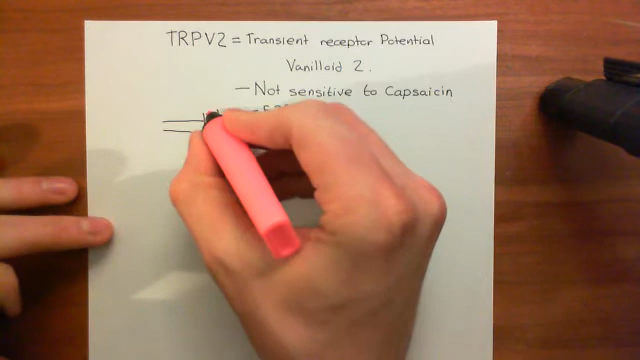 TRPV2 = Transient receptor Potential
Vanilloid 2.
— Not sensitive to Capsaicin